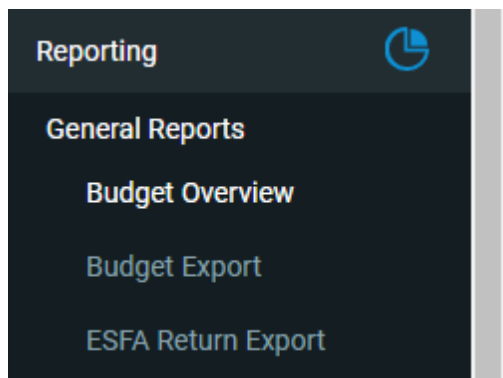 Reporting
General Reports
Budget Overview
Budget Export
ESFA Return Export